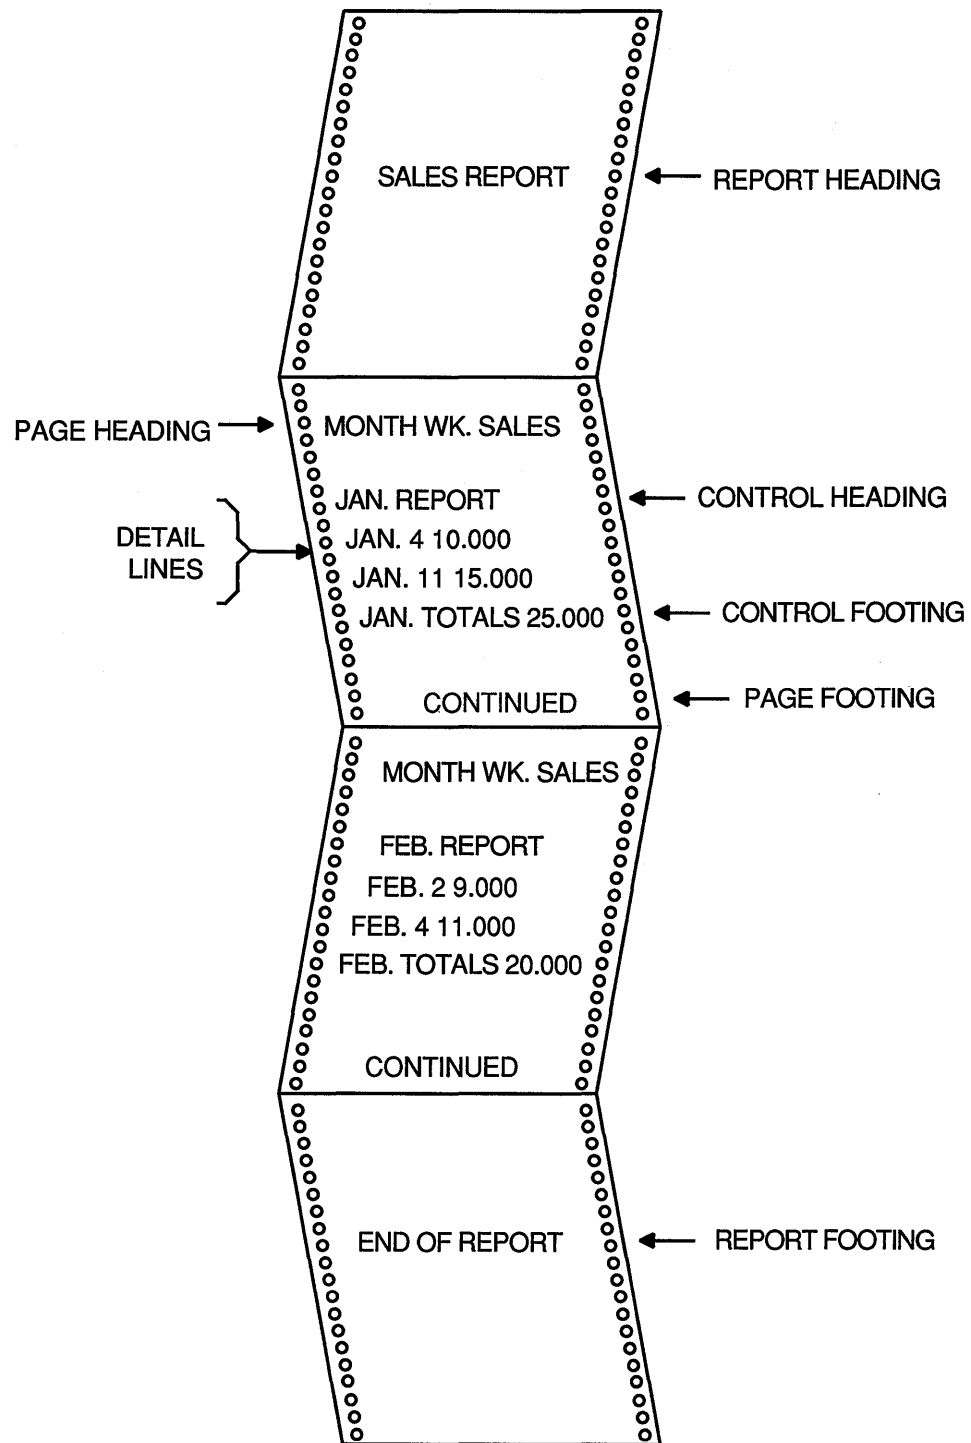 SALES REPORT
REPORT HEADING
PAGE HEADING
MONTH WK. SALES
JAN. REPORT
CONTROL HEADING
DETAIL
LINES
JAN. 4 10.000
JAN. 11 15.000
JAN. TOTALS 25.000
CONTROL FOOTING
CONTINUED
PAGE FOOTING
MONTH WK. SALES
FEB. REPORT
FEB. 2 9.000
FEB. 4 11.000
FEB. TOTALS 20.000
CONTINUED
END OF REPORT
REPORT FOOTING